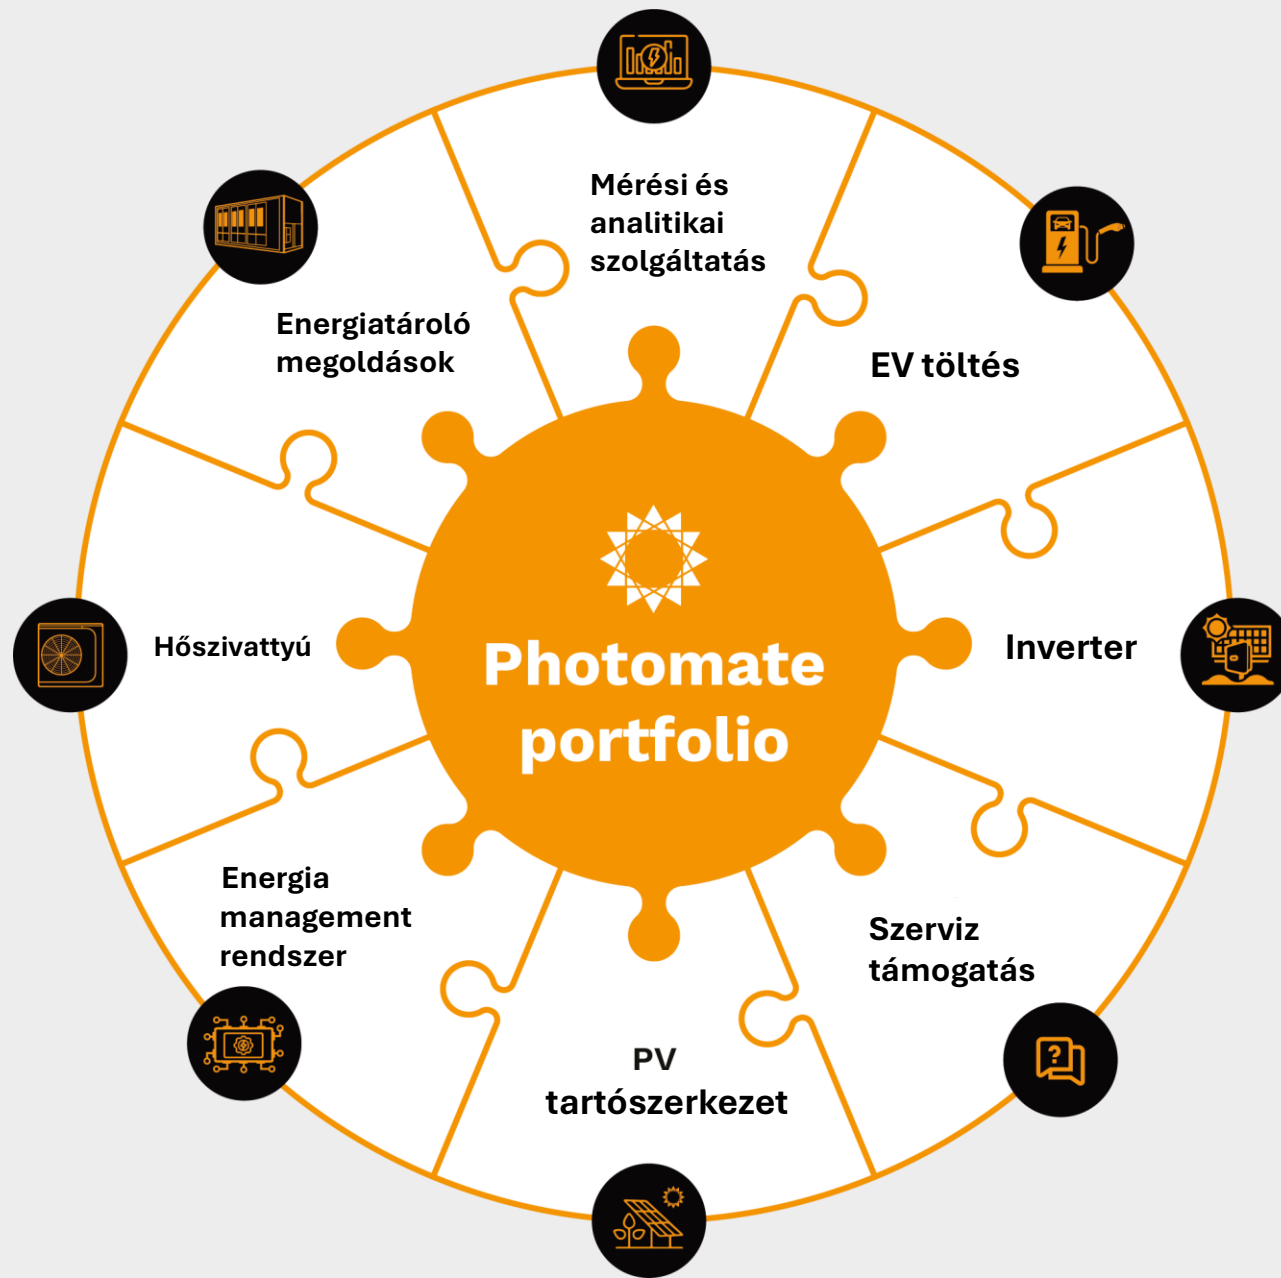 Mérési és
analitikai
szolgáltatás
EV töltés
Inverter
Szerviz
támogatás
PV
tartószerkezet
Energia
management
rendszer
Hőszivattyú
Energiatároló
megoldások
Photomate
portfolio
?